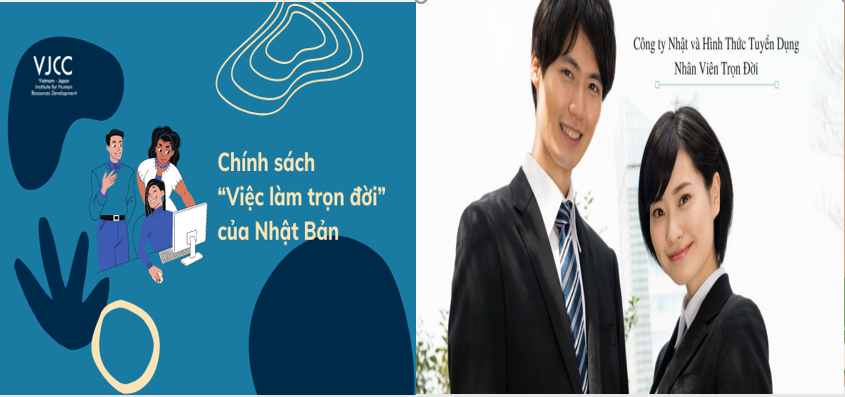 VJCC
Vietnam - Japan
Institute for Human
Resources Development
Chính sách
“Việc làm trọn đời”
của Nhật Bản
Công ty Nhật và Hình Thức Tuyển Dụng
Nhân Viên Trọn Đời